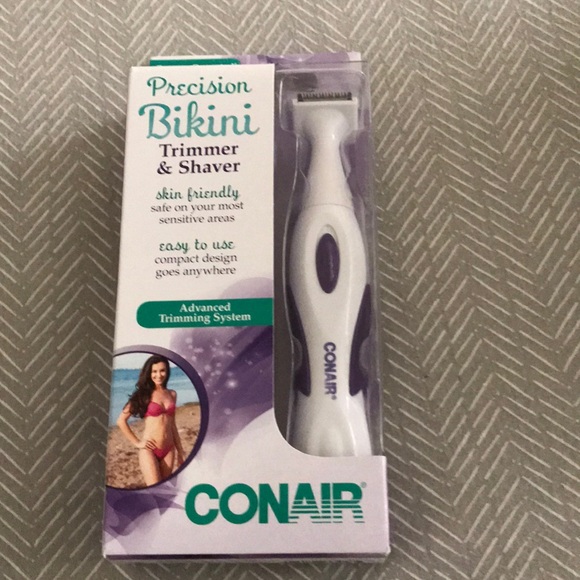 Precision
Bikini
Trimmer
& Shaver
skin friendly
safe on your most
sensitive areas
easy to use
compact design
goes anywhere
Advanced
Trimming System
CONAIR®
CONAIR®